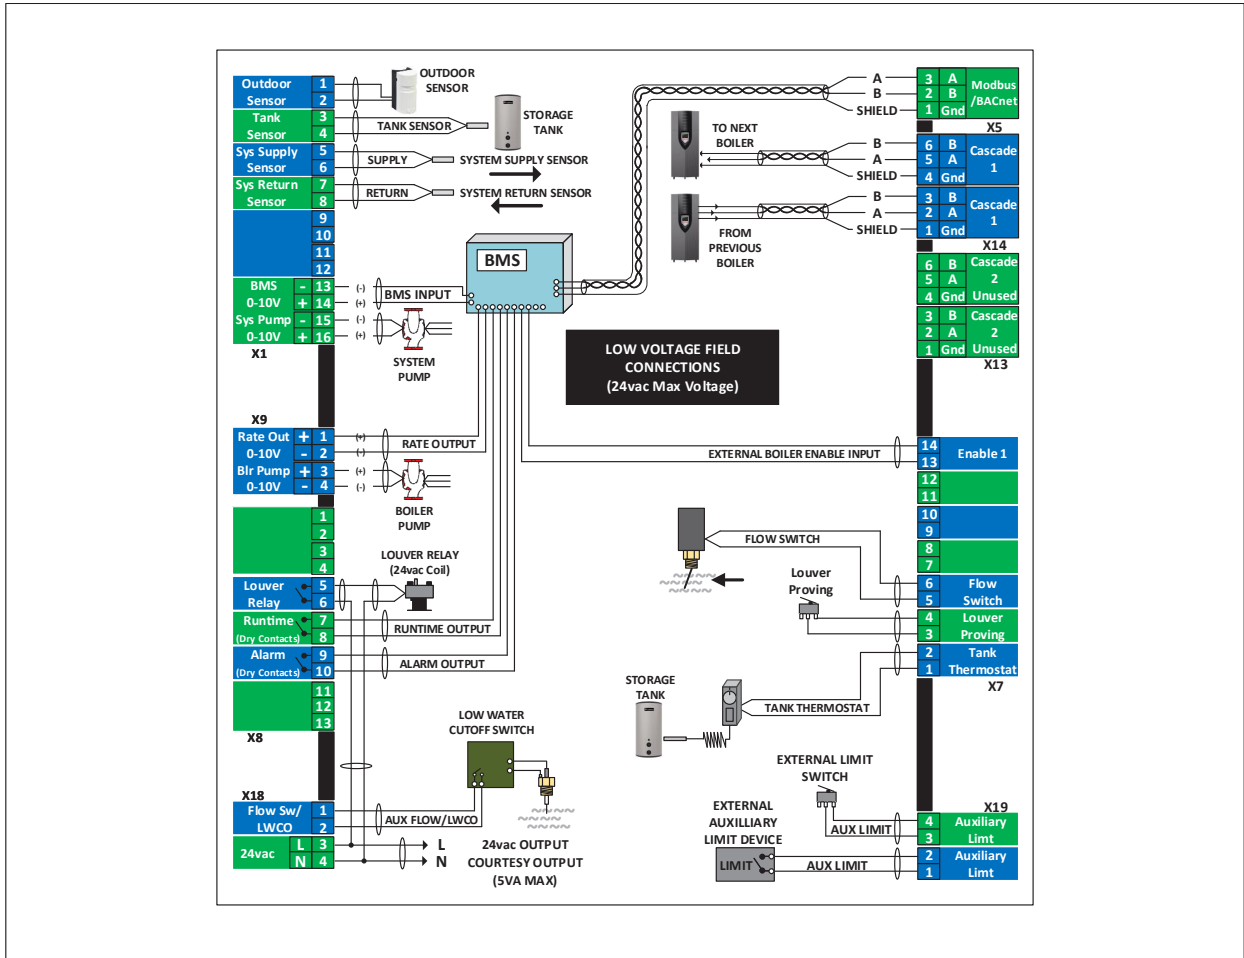 Outdoor
Sensor
1
2
Tank
Sensor
3
4
Sys Supply
Sensor
5
6
Sys Return
Sensor
7
8
9
10
11
12
BMS
0-10V
- 13
+ 14
Sys Pump
0-10V
- 15
+ 16
X1
OUTDOOR
SENSOR
TANK SENSOR
STORAGE
TANK
SUPPLY
SYSTEM SUPPLY SENSOR
RETURN
SYSTEM RETURN SENSOR
BMS
(-)
(+)
BMS INPUT
(-)
(+)
SYSTEM
PUMP
X9
Rate Out
0-10V
+ 1
- 2
Blr Pump
0-10V
+ 3
- 4
(+)
(-)
RATE OUTPUT
(+)
(-)
BOILER
PUMP
1
2
3
4
Louver
Relay
5
6
Runtime
(Dry Contacts)
7
8
Alarm
(Dry Contacts)
9
10
11
12
13
X8
LOUVER RELAY
(24vac Coil)
RUNTIME OUTPUT
ALARM OUTPUT
X18
Flow Sw/
LWCO
1
2
24vac
L 3
N 4
LOW WATER
CUTOFF SWITCH
AUX FLOW/LWCO
L
N
24vac OUTPUT
COURTESY OUTPUT
(5VA MAX)
LOW VOLTAGE FIELD
CONNECTIONS
(24vac Max Voltage)
A
B
SHIELD
3 A
2 B
1 Gnd
Modbus
/BACnet
X5
TO NEXT
BOILER
B
A
SHIELD
6 B
5 A
4 Gnd
Cascade
1
FROM
PREVIOUS
BOILER
B
A
SHIELD
3 B
2 A
1 Gnd
Cascade
1
X14
6 B
5 A
4 Gnd
Cascade
2
Unused
3 B
2 A
1 Gnd
Cascade
2
Unused
X13
EXTERNAL BOILER ENABLE INPUT
14
13
Enable 1
12
11
10
9
8
7
FLOW SWITCH
6
5
Flow
Switch
Louver
Proving
4
3
Louver
Proving
2
1
Tank
Thermostat
X7
STORAGE
TANK
TANK THERMOSTAT
EXTERNAL LIMIT
SWITCH
AUX LIMIT
X19
4
3
Auxiliary
Limt
EXTERNAL
AUXILLIARY
LIMIT DEVICE
LIMIT
AUX LIMIT
2
1
Auxiliary
Limt